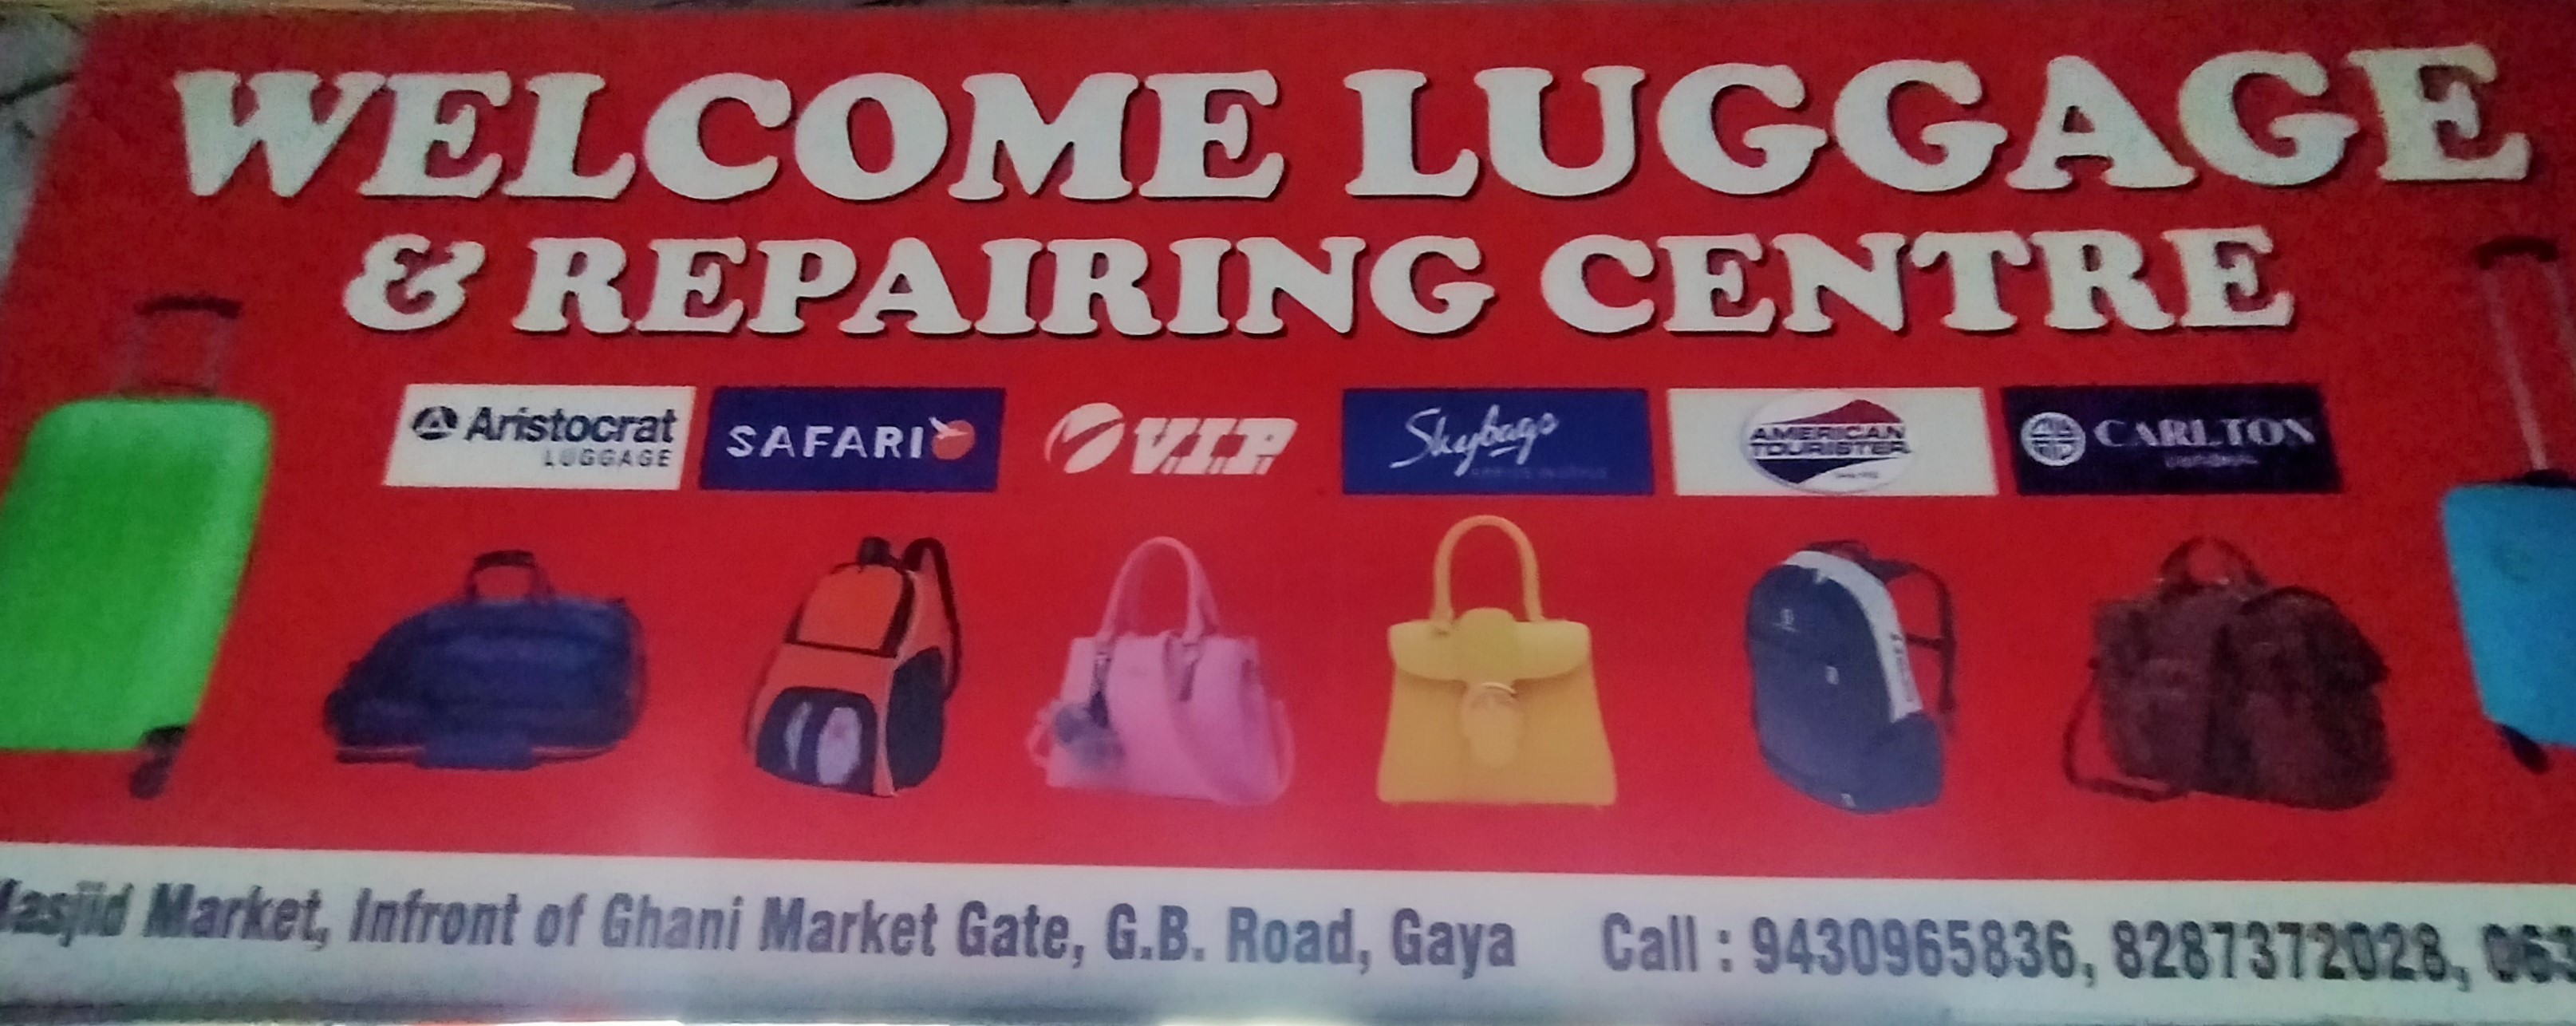 WELCOME LUGGAGE
& REPAIRING CENTRE
Aristocrat
LUGGAGE
SAFARI
V.I.P.
Skybags
AMERICAN
TOURISTER
CARLTON
Market, Infront of Ghani Market Gate, G.B. Road, Gaya Call : 9430965836, 8287372028,